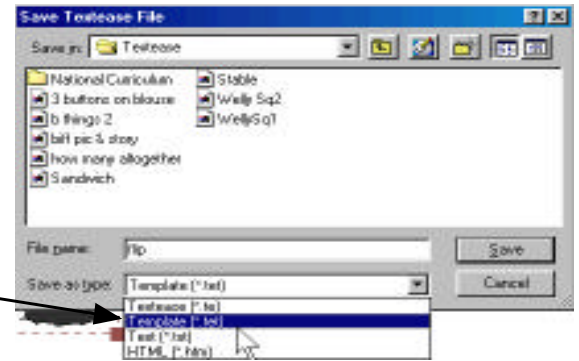 Save Textease File
Save in: Textease
National Curriculum
3 buttons on blouse
b things 2
biff pic & story
how many altogether
Sandwich
Stable
Welly Sq2
WellySq1
File name: flip
Save
Save as type: Template (*.tet)
Cancel
Textease (*.te)
Template (*.tet)
Text (*.txt)
HTML (*.htm)